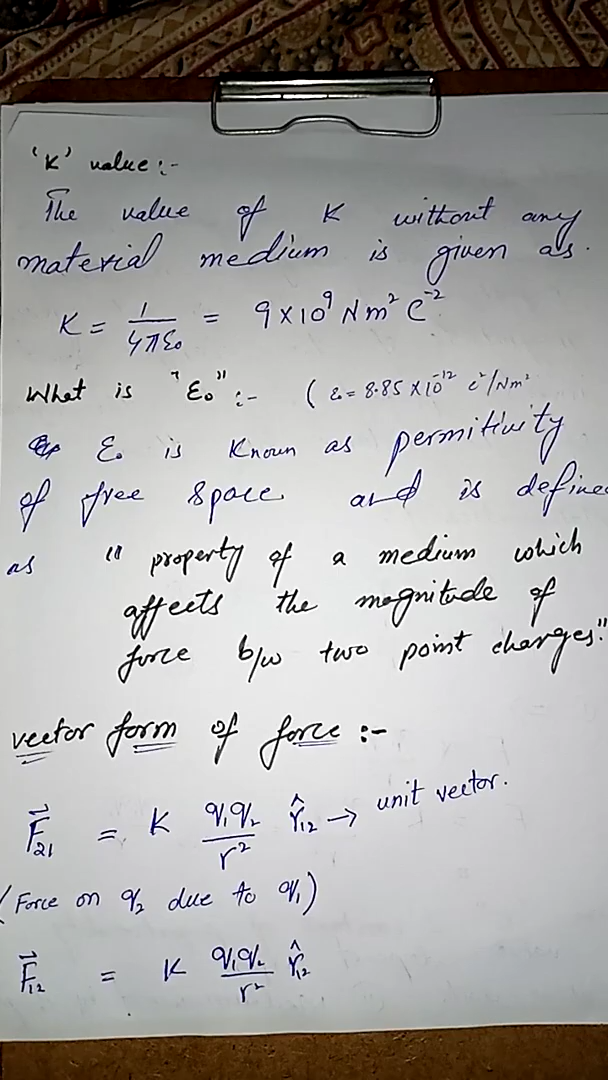 'K' value :-
The value of K without any
material medium is given as.
K = 1/4πε₀ = 9×10⁹ Nm² C⁻²
What is "ε₀" :- (ε₀ = 8.85 ×10⁻¹² c²/Nm²
ε₀ is Known as permitivity
of free space and is define
as " property of a medium which
affects the magnitude of
force b/w two point charges."
vector form of force :-
F⃗₂₁ = K q₁q₂/r² r̂₁₂ → unit vector.
(Force on q₂ due to q₁)
F⃗₁₂ = K q₁q₂/r² r̂₁₂